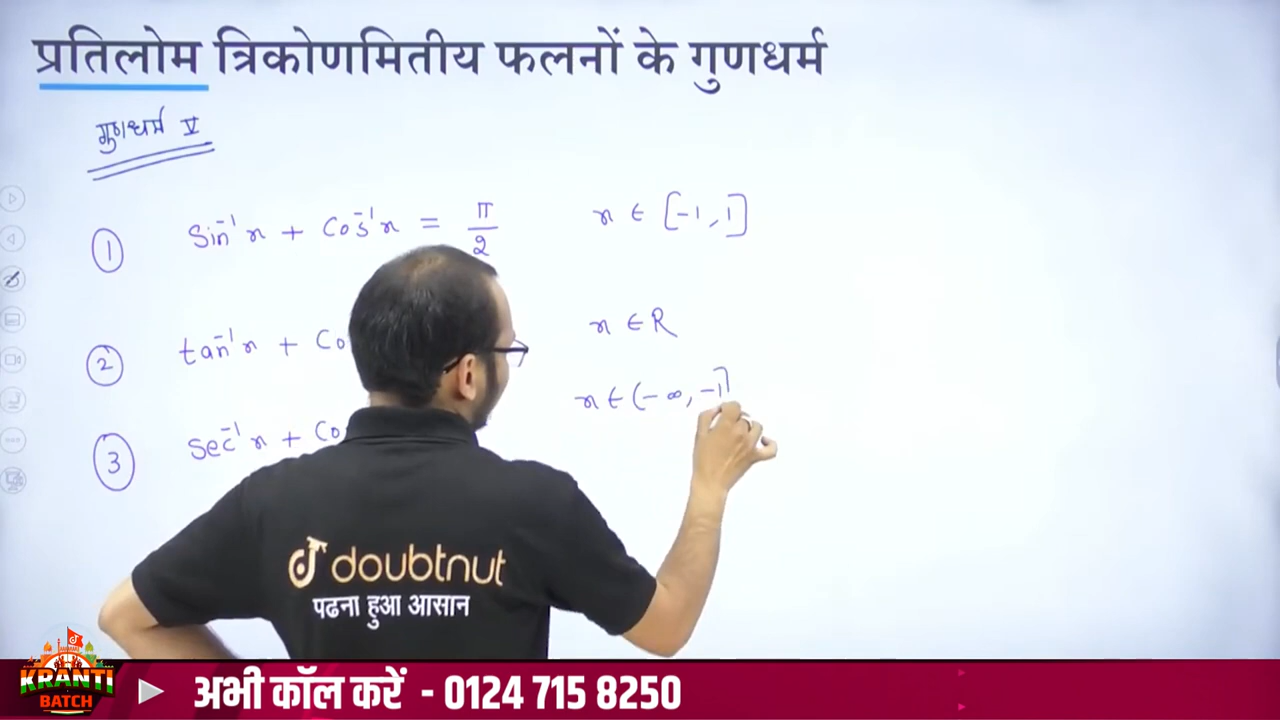 प्रतिलोम त्रिकोणमितीय फलनों के गुणधर्म
गुणधर्म V
① sin⁻¹x + cos⁻¹x = π/2 x ∈ [-1, 1]
② tan⁻¹x + Co x ∈ R
③ sec⁻¹x + Co x ∈ (-∞, -1]
doubtnut
पढना हुआ आसान
KRANTI
BATCH
अभी कॉल करें - 0124 715 8250